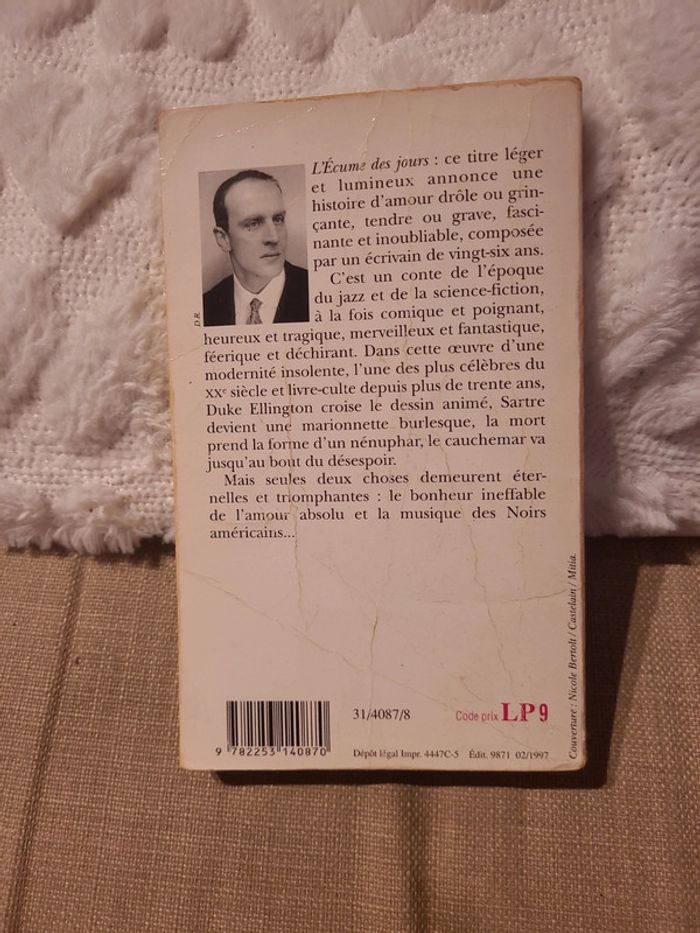 L'Écume des jours : ce titre léger
et lumineux annonce une
histoire d'amour drôle ou grin-
çante, tendre ou grave, fasci-
nante et inoubliable, composée
par un écrivain de vingt-six ans.
C'est un conte de l'époque
du jazz et de la science-fiction,
à la fois comique et poignant,
heureux et tragique, merveilleux et fantastique,
féerique et déchirant. Dans cette œuvre d'une
modernité insolente, l'une des plus célèbres du
XXe siècle et livre-culte depuis plus de trente ans,
Duke Ellington croise le dessin animé, Sartre
devient une marionnette burlesque, la mort
prend la forme d'un nénuphar, le cauchemar va
jusqu'au bout du désespoir.
Mais seules deux choses demeurent éter-
nelles et triomphantes : le bonheur ineffable
de l'amour absolu et la musique des Noirs
américains...
D.R.
Couverture : Nicole Bertolt / Castelain / Mitia.
31/4087/8
Code prix LP 9
9 782253 140870
Dépôt légal Impr. 4447C-5 Édit. 9871 02/1997